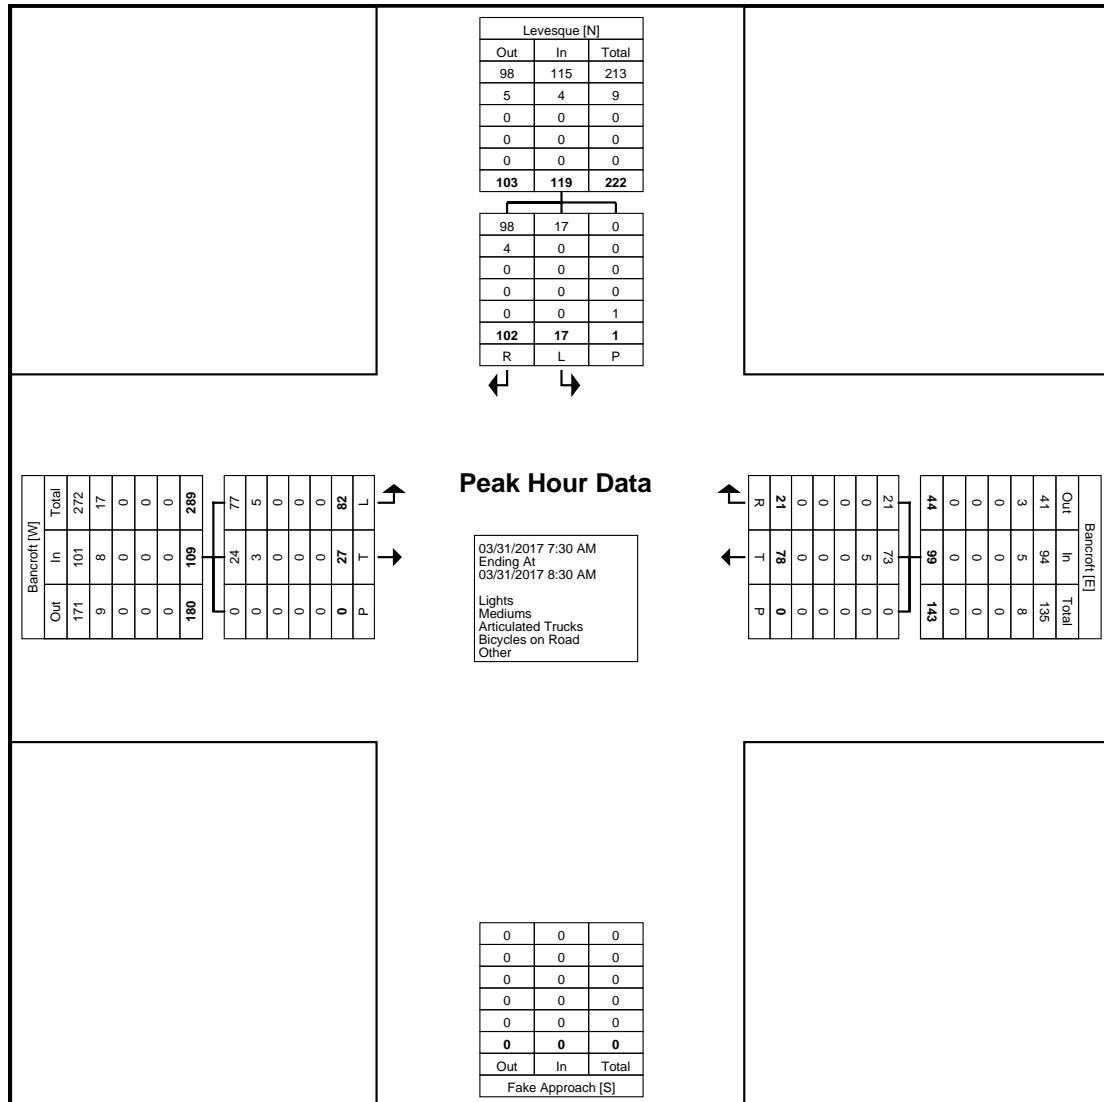 Levesque [N]
Out In Total
98 115 213
5 4 9
0 0 0
0 0 0
0 0 0
103 119 222
98 17 0
4 0 0
0 0 0
0 0 0
0 0 1
102 17 1
R L P
Bancroft [W]
Total In Out
272 101 171
17 8 9
0 0 0
0 0 0
0 0 0
289 109 180
77 24 0
5 3 0
0 0 0
0 0 0
0 0 0
82 27 0
L T P
Peak Hour Data
03/31/2017 7:30 AM
Ending At
03/31/2017 8:30 AM
Lights
Mediums
Articulated Trucks
Bicycles on Road
Other
Bancroft [E]
Out In Total
41 94 135
3 5 8
0 0 0
0 0 0
0 0 0
44 99 143
21 73 0
0 5 0
0 0 0
0 0 0
0 0 0
21 78 0
R T P
0 0 0
0 0 0
0 0 0
0 0 0
0 0 0
0 0 0
Out In Total
Fake Approach [S]